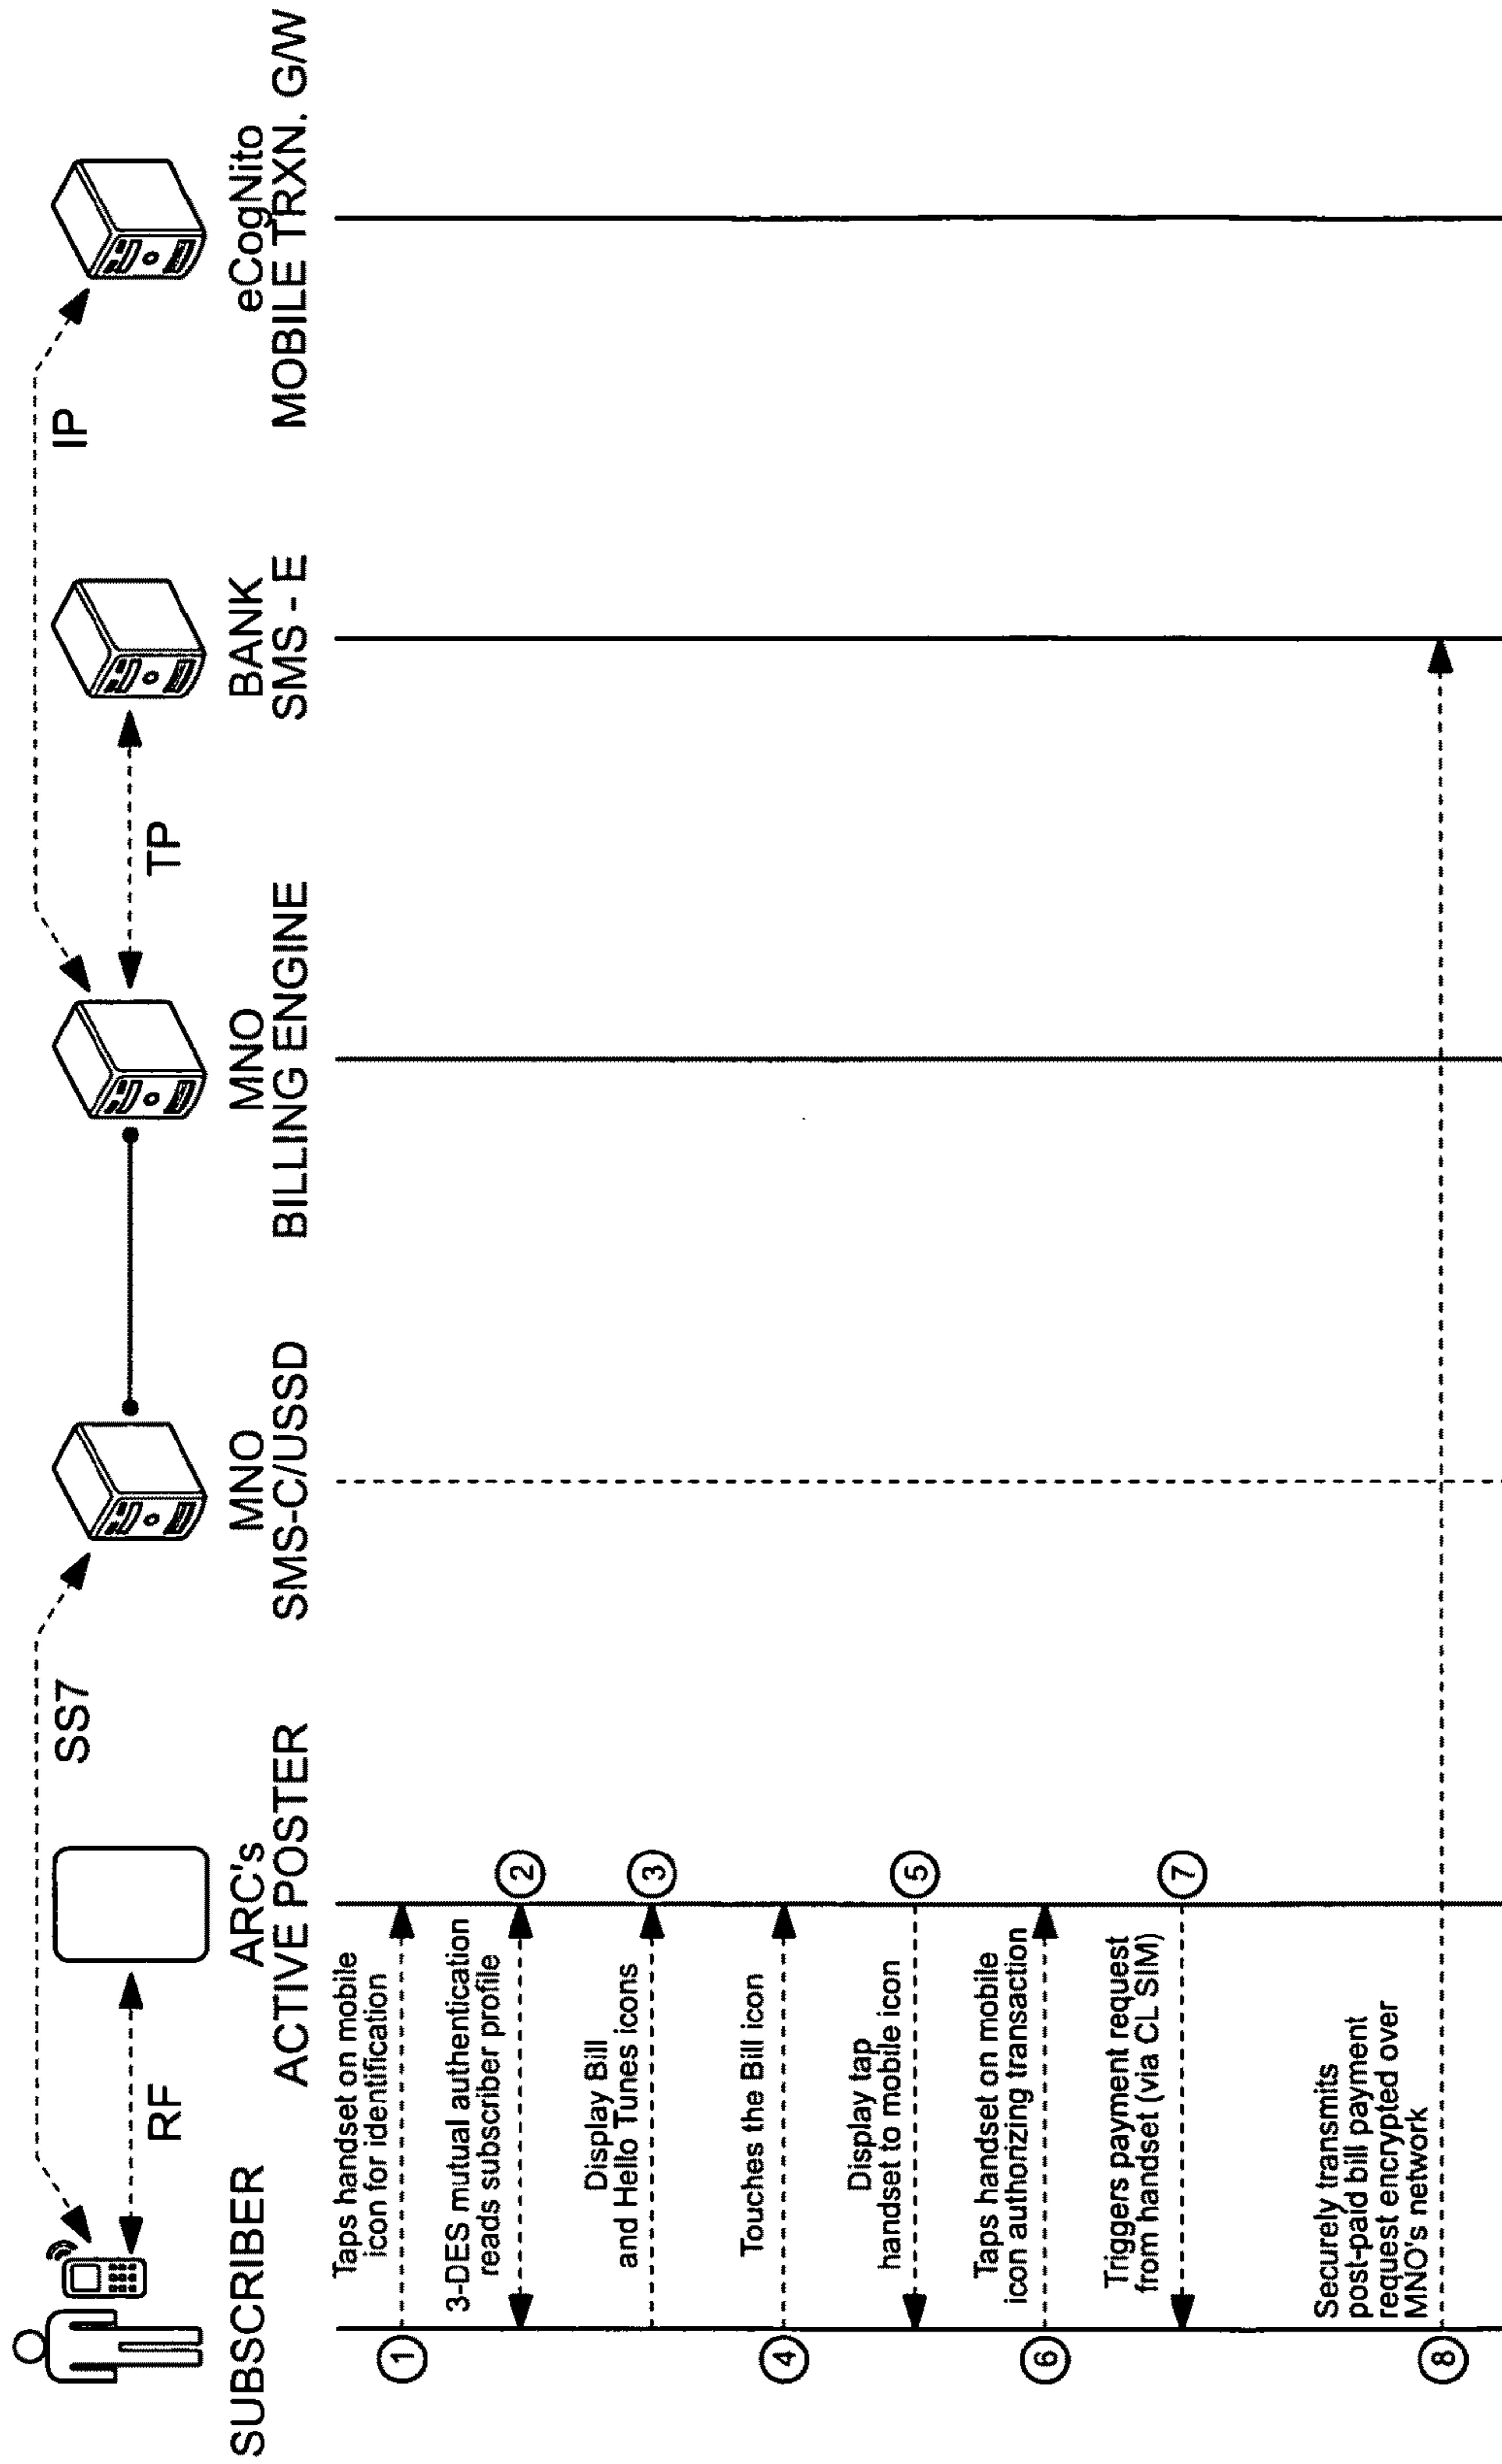 SS7
IP
RF
TP
SUBSCRIBER
ARC's
ACTIVE POSTER
MNO
SMS-C/USSD
MNO
BILLING ENGINE
BANK
SMS - E
eCogNito
MOBILE TRXN. G/W
1
Taps handset on mobile
icon for identification
3-DES mutual authentication
reads subscriber profile
2
Display Bill
and Hello Tunes icons
3
4
Touches the Bill icon
Display tap
handset to mobile icon
5
6
Taps handset on mobile
icon authorizing transaction
Triggers payment request
from handset (via CL SIM)
7
8
Securely transmits
post-paid bill payment
request encrypted over
MNO's network